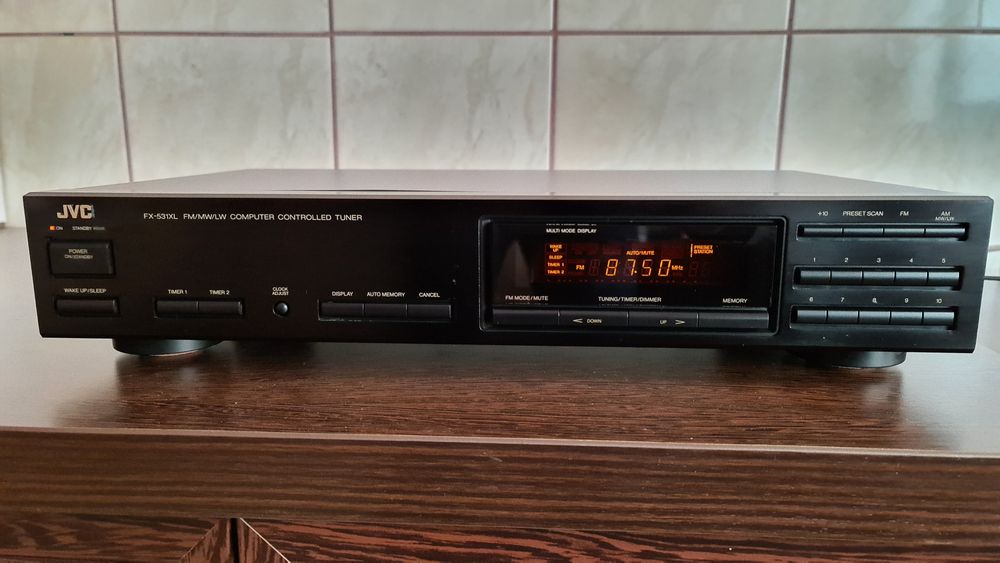 JVC
FX-531XL FM/MW/LW COMPUTER CONTROLLED TUNER
ON STANDBY
POWER
ON/STANDBY
WAKE UP/SLEEP
TIMER 1 TIMER 2
CLOCK
ADJUST
DISPLAY AUTO MEMORY CANCEL
MULTI MODE DISPLAY
WAKE
UP
SLEEP
TIMER 1
TIMER 2
AUTO/MUTE
PRESET
STATION
FM 87.50 MHz
FM MODE/MUTE TUNING/TIMER/DIMMER MEMORY
DOWN UP
+10 PRESET SCAN FM AM
MW/LW
1 2 3 4 5
6 7 8 9 10